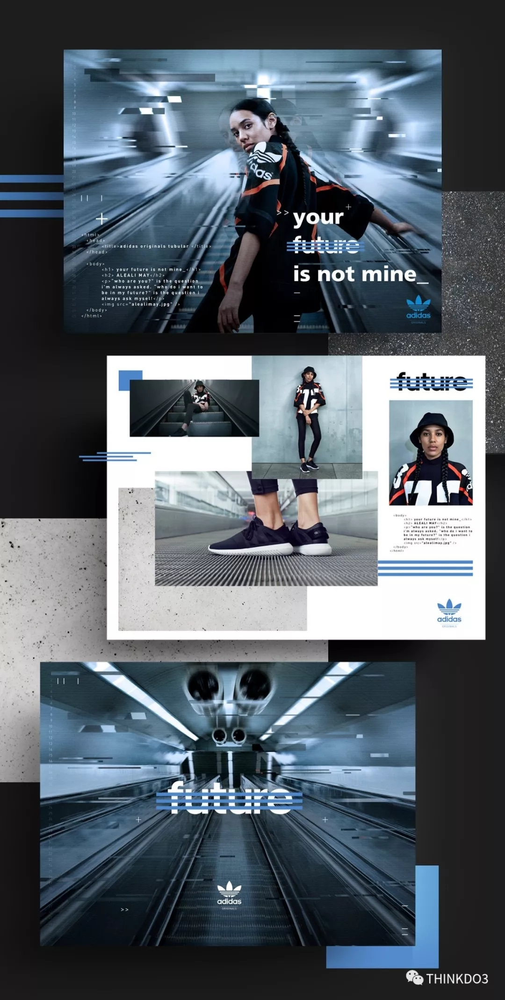 adidas
>> your
future
is not mine_
<html>
<head>
<title>adidas originals tubular </title>
</head>
<body>
<h1> your future is not mine_</h1>
<h2> ALEALI MAY</h2>
<p>"who are you?" is the question
i'm always asked. "who do i want to
be in my future?" is the question i
always ask myself</p>
<img src="alealimay.jpg" />
</body>
</html>
adidas
ORIGINALS
future
<body>
<h1> your future is not mine_</h1>
<h2> ALEALI MAY</h2>
<p>"who are you?" is the question
i'm always asked. "who do i want to
be in my future?" is the question i
always ask myself</p>
<img src="alealimay.jpg" />
</body>
</html>
adidas
ORIGINALS
future
adidas
ORIGINALS
>>
THINKDO3